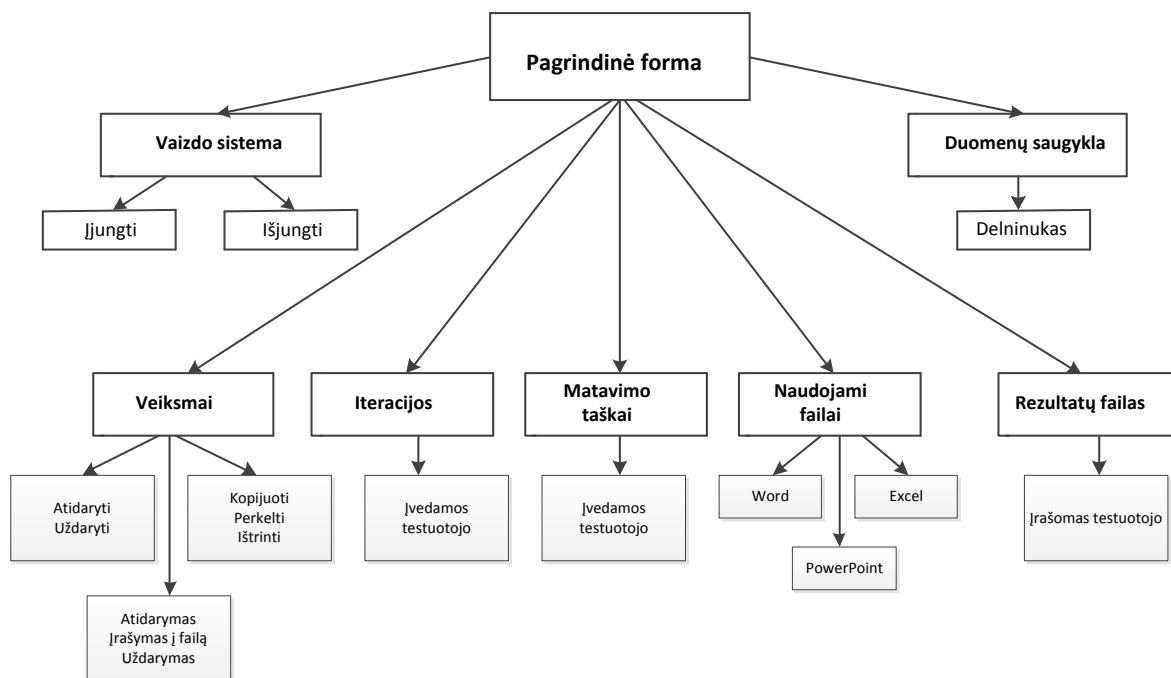 Pagrindinė forma
Vaizdo sistema
Duomenų saugykla
Įjungti
Išjungti
Delninukas
Veiksmai
Iteracijos
Matavimo
taškai
Naudojami
failai
Rezultatų failas
Atidaryti
Uždaryti
Kopijuoti
Perkelti
Ištrinti
Įvedamos
testuotojo
Įvedamos
testuotojo
Word
Excel
Įrašomas testuotojo
PowerPoint
Atidarymas
Įrašymas į failą
Uždarymas